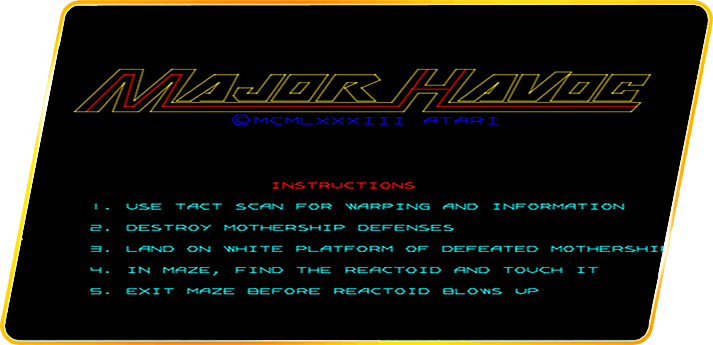 MAJOR HAVOC
©MCMLXXXIII ATARI
INSTRUCTIONS
1. USE TACT SCAN FOR WARPING AND INFORMATION
2. DESTROY MOTHERSHIP DEFENSES
3. LAND ON WHITE PLATFORM OF DEFEATED MOTHERSHIP
4. IN MAZE, FIND THE REACTOID AND TOUCH IT
5. EXIT MAZE BEFORE REACTOID BLOWS UP